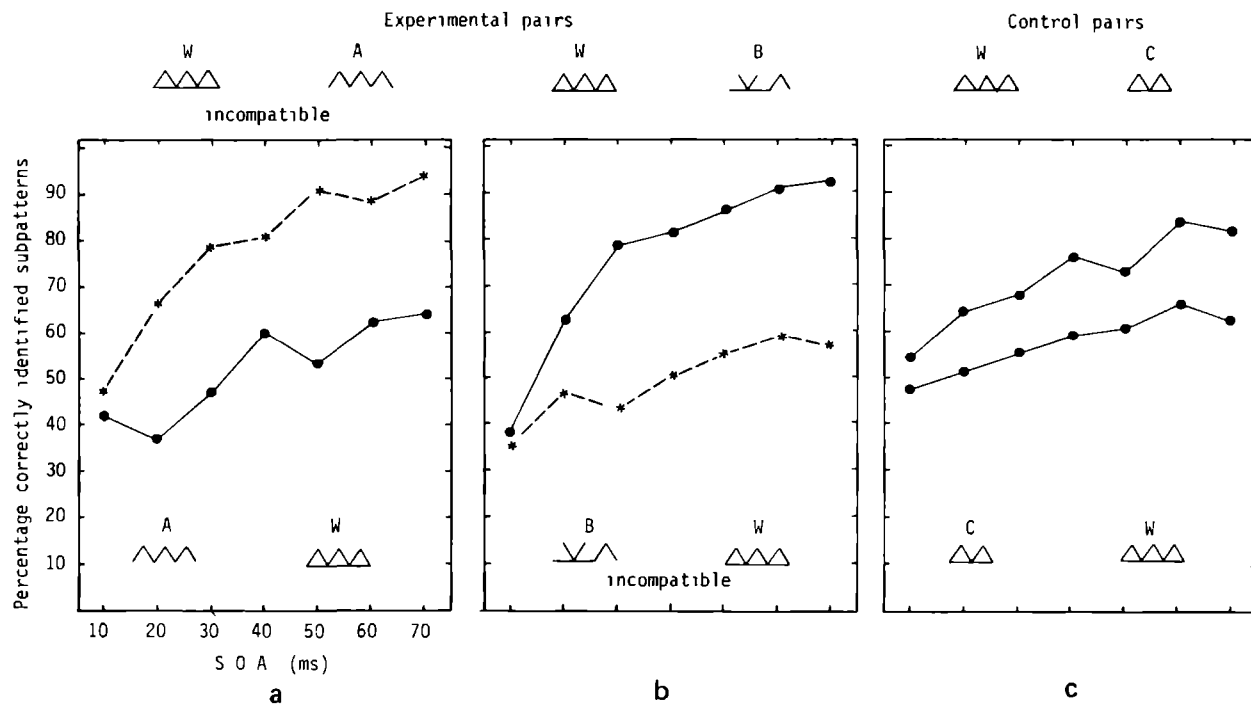 Experimental pairs
Control pairs
W A W B W C
incompatible
Percentage correctly identified subpatterns
90
80
70
60
50
40
30
20
10
A W B W C W
incompatible
10 20 30 40 50 60 70
S O A (ms)
a b c